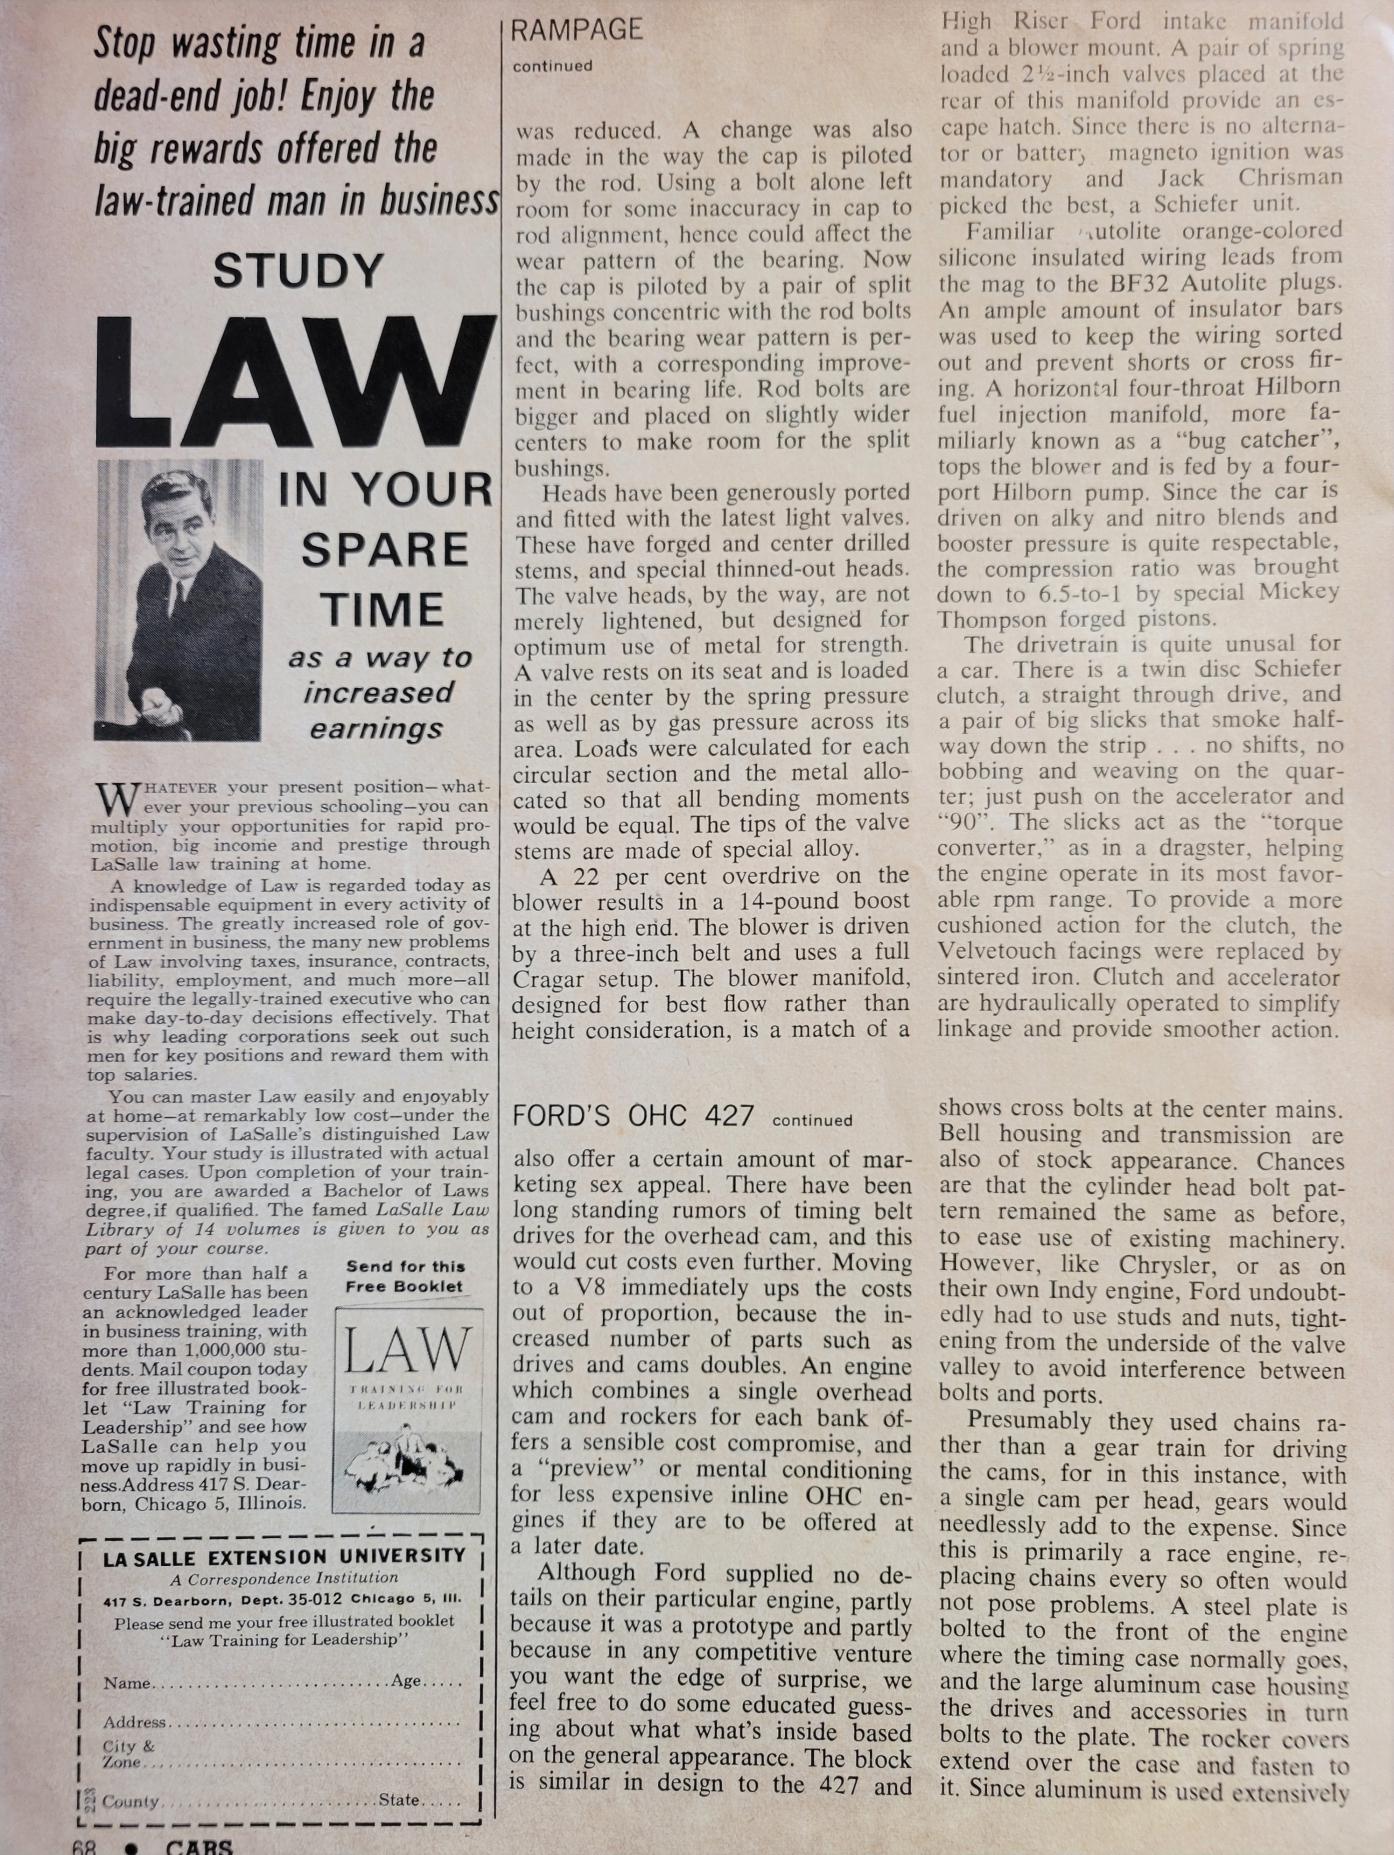 Stop wasting time in a
dead-end job! Enjoy the
big rewards offered the
law-trained man in business
STUDY
LAW
IN YOUR
SPARE
TIME
as a way to
increased
earnings
WHATEVER your present position—what-
ever your previous schooling—you can
multiply your opportunities for rapid pro-
motion, big income and prestige through
LaSalle law training at home.
A knowledge of Law is regarded today as
indispensable equipment in every activity of
business. The greatly increased role of gov-
ernment in business, the many new problems
of Law involving taxes, insurance, contracts,
liability, employment, and much more—all
require the legally-trained executive who can
make day-to-day decisions effectively. That
is why leading corporations seek out such
men for key positions and reward them with
top salaries.
You can master Law easily and enjoyably
at home—at remarkably low cost—under the
supervision of LaSalle's distinguished Law
faculty. Your study is illustrated with actual
legal cases. Upon completion of your train-
ing, you are awarded a Bachelor of Laws
degree, if qualified. The famed LaSalle Law
Library of 14 volumes is given to you as
part of your course.
For more than half a
century LaSalle has been
an acknowledged leader
in business training, with
more than 1,000,000 stu-
dents. Mail coupon today
for free illustrated book-
let "Law Training for
Leadership" and see how
LaSalle can help you
move up rapidly in busi-
ness. Address 417 S. Dear-
born, Chicago 5, Illinois.
Send for this
Free Booklet
LAW
TRAINING FOR
LEADERSHIP
LA SALLE EXTENSION UNIVERSITY
A Correspondence Institution
417 S. Dearborn, Dept. 35-012 Chicago 5, Ill.
Please send me your free illustrated booklet
"Law Training for Leadership"
Name..............................Age.....
Address....................................
City &
Zone.......................................
County...........................State.....
68 • CARS
RAMPAGE
continued
was reduced. A change was also
made in the way the cap is piloted
by the rod. Using a bolt alone left
room for some inaccuracy in cap to
rod alignment, hence could affect the
wear pattern of the bearing. Now
the cap is piloted by a pair of split
bushings concentric with the rod bolts
and the bearing wear pattern is per-
fect, with a corresponding improve-
ment in bearing life. Rod bolts are
bigger and placed on slightly wider
centers to make room for the split
bushings.
Heads have been generously ported
and fitted with the latest light valves.
These have forged and center drilled
stems, and special thinned-out heads.
The valve heads, by the way, are not
merely lightened, but designed for
optimum use of metal for strength.
A valve rests on its seat and is loaded
in the center by the spring pressure
as well as by gas pressure across its
area. Loads were calculated for each
circular section and the metal allo-
cated so that all bending moments
would be equal. The tips of the valve
stems are made of special alloy.
A 22 per cent overdrive on the
blower results in a 14-pound boost
at the high end. The blower is driven
by a three-inch belt and uses a full
Cragar setup. The blower manifold,
designed for best flow rather than
height consideration, is a match of a
High Riser Ford intake manifold
and a blower mount. A pair of spring
loaded 2½-inch valves placed at the
rear of this manifold provide an es-
cape hatch. Since there is no alterna-
tor or battery magneto ignition was
mandatory and Jack Chrisman
picked the best, a Schiefer unit.
Familiar Autolite orange-colored
silicone insulated wiring leads from
the mag to the BF32 Autolite plugs.
An ample amount of insulator bars
was used to keep the wiring sorted
out and prevent shorts or cross fir-
ing. A horizontal four-throat Hilborn
fuel injection manifold, more fa-
miliarly known as a "bug catcher",
tops the blower and is fed by a four-
port Hilborn pump. Since the car is
driven on alky and nitro blends and
booster pressure is quite respectable,
the compression ratio was brought
down to 6.5-to-1 by special Mickey
Thompson forged pistons.
The drivetrain is quite unusual for
a car. There is a twin disc Schiefer
clutch, a straight through drive, and
a pair of big slicks that smoke half-
way down the strip . . . no shifts, no
bobbing and weaving on the quar-
ter; just push on the accelerator and
"90". The slicks act as the "torque
converter," as in a dragster, helping
the engine operate in its most favor-
able rpm range. To provide a more
cushioned action for the clutch, the
Velvetouch facings were replaced by
sintered iron. Clutch and accelerator
are hydraulically operated to simplify
linkage and provide smoother action.
FORD'S OHC 427 continued
also offer a certain amount of mar-
keting sex appeal. There have been
long standing rumors of timing belt
drives for the overhead cam, and this
would cut costs even further. Moving
to a V8 immediately ups the costs
out of proportion, because the in-
creased number of parts such as
drives and cams doubles. An engine
which combines a single overhead
cam and rockers for each bank of-
fers a sensible cost compromise, and
a "preview" or mental conditioning
for less expensive inline OHC en-
gines if they are to be offered at
a later date.
Although Ford supplied no de-
tails on their particular engine, partly
because it was a prototype and partly
because in any competitive venture
you want the edge of surprise, we
feel free to do some educated guess-
ing about what what's inside based
on the general appearance. The block
is similar in design to the 427 and
shows cross bolts at the center mains.
Bell housing and transmission are
also of stock appearance. Chances
are that the cylinder head bolt pat-
tern remained the same as before,
to ease use of existing machinery.
However, like Chrysler, or as on
their own Indy engine, Ford undoubt-
edly had to use studs and nuts, tight-
ening from the underside of the valve
valley to avoid interference between
bolts and ports.
Presumably they used chains ra-
ther than a gear train for driving
the cams, for in this instance, with
a single cam per head, gears would
needlessly add to the expense. Since
this is primarily a race engine, re-
placing chains every so often would
not pose problems. A steel plate is
bolted to the front of the engine
where the timing case normally goes,
and the large aluminum case housing
the drives and accessories in turn
bolts to the plate. The rocker covers
extend over the case and fasten to
it. Since aluminum is used extensively